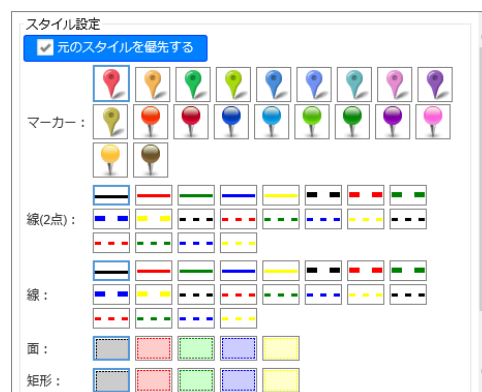 スタイル設定
元のスタイルを優先する
マーカー：
線(2点)：
線：
面：
矩形：